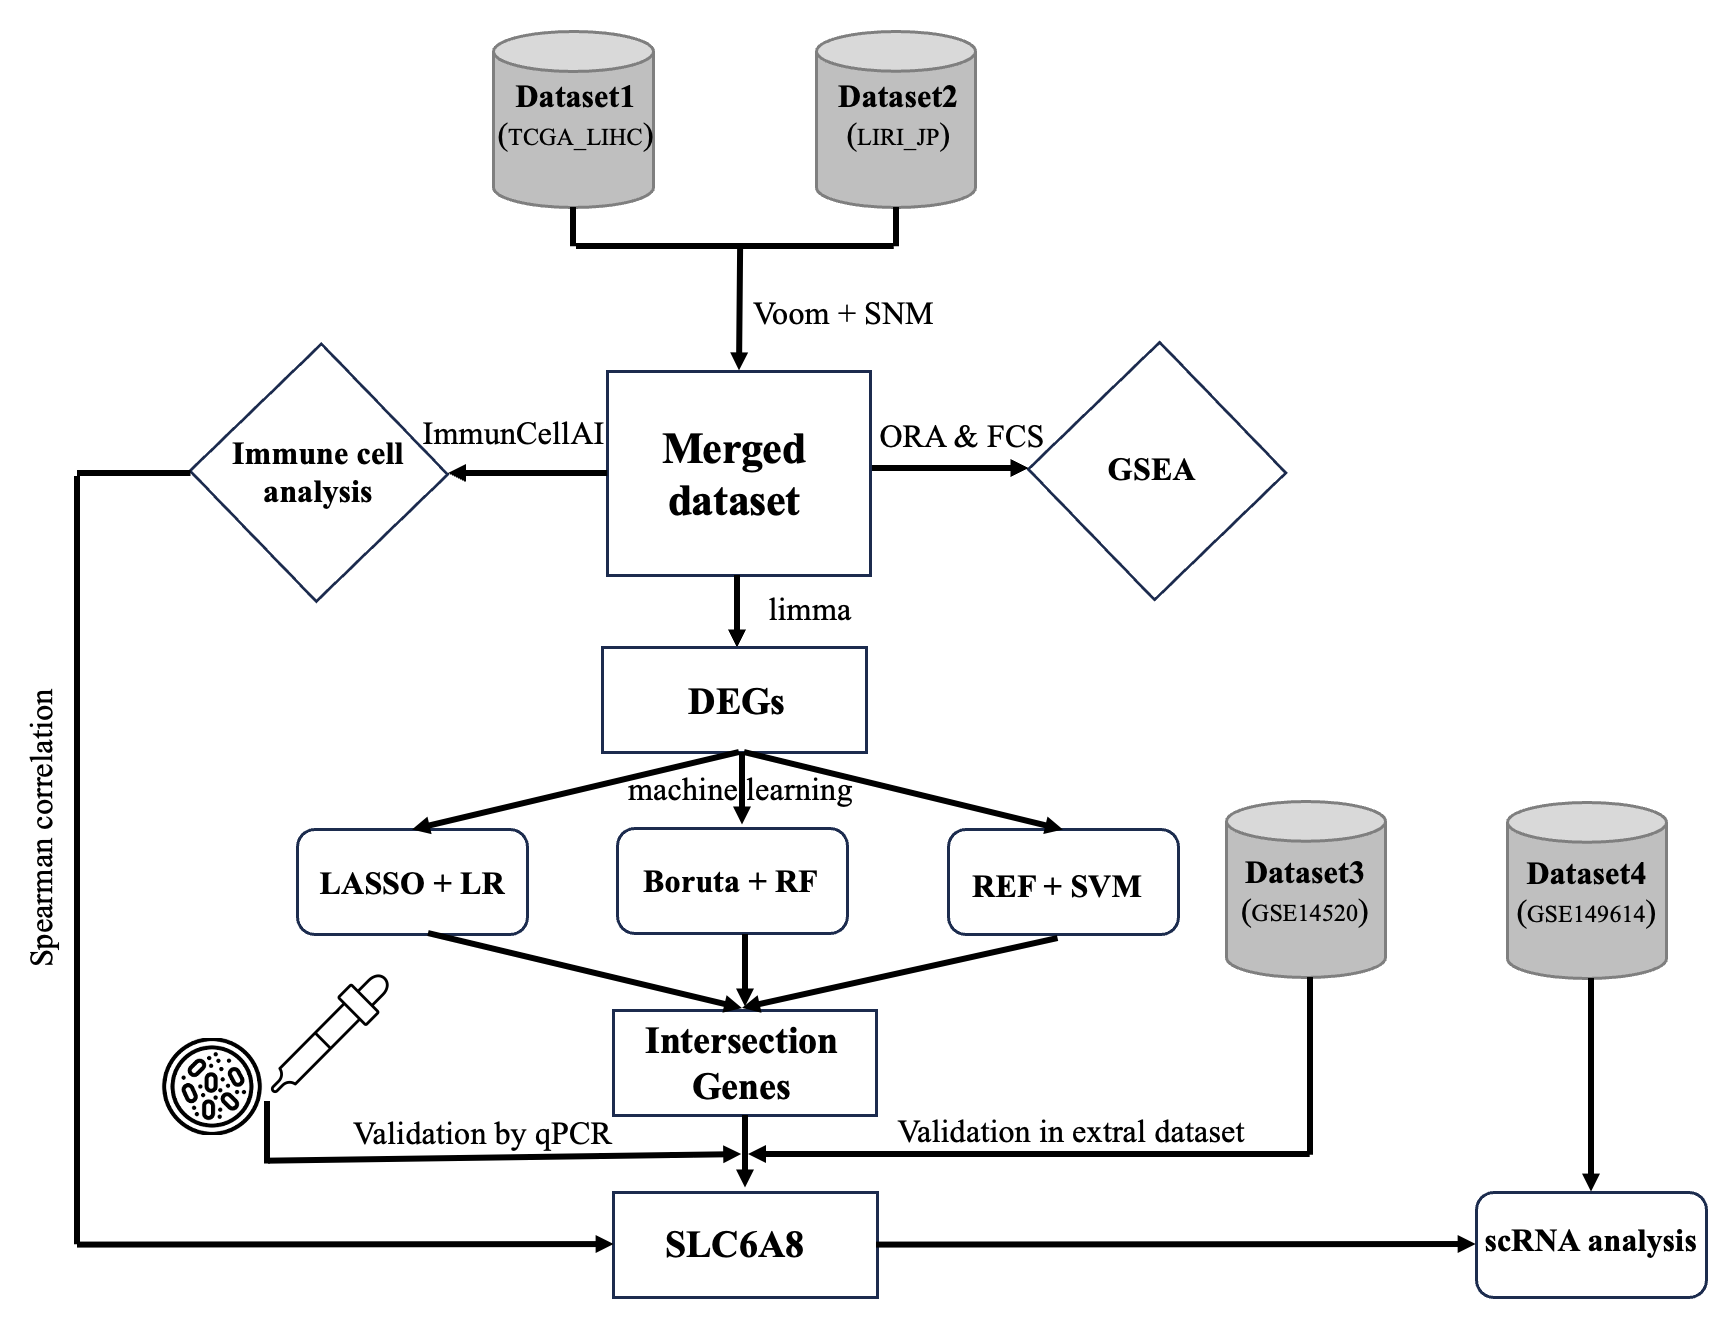 Dataset1
(TCGA_LIHC)
Dataset2
(LIRI_JP)
Voom + SNM
Immune cell
analysis
ImmunCellAI
Merged
dataset
ORA & FCS
GSEA
limma
DEGs
machine learning
LASSO + LR
Boruta + RF
REF + SVM
Dataset3
(GSE14520)
Dataset4
(GSE149614)
Spearman correlation
Intersection
Genes
Validation by qPCR
Validation in extral dataset
SLC6A8
scRNA analysis